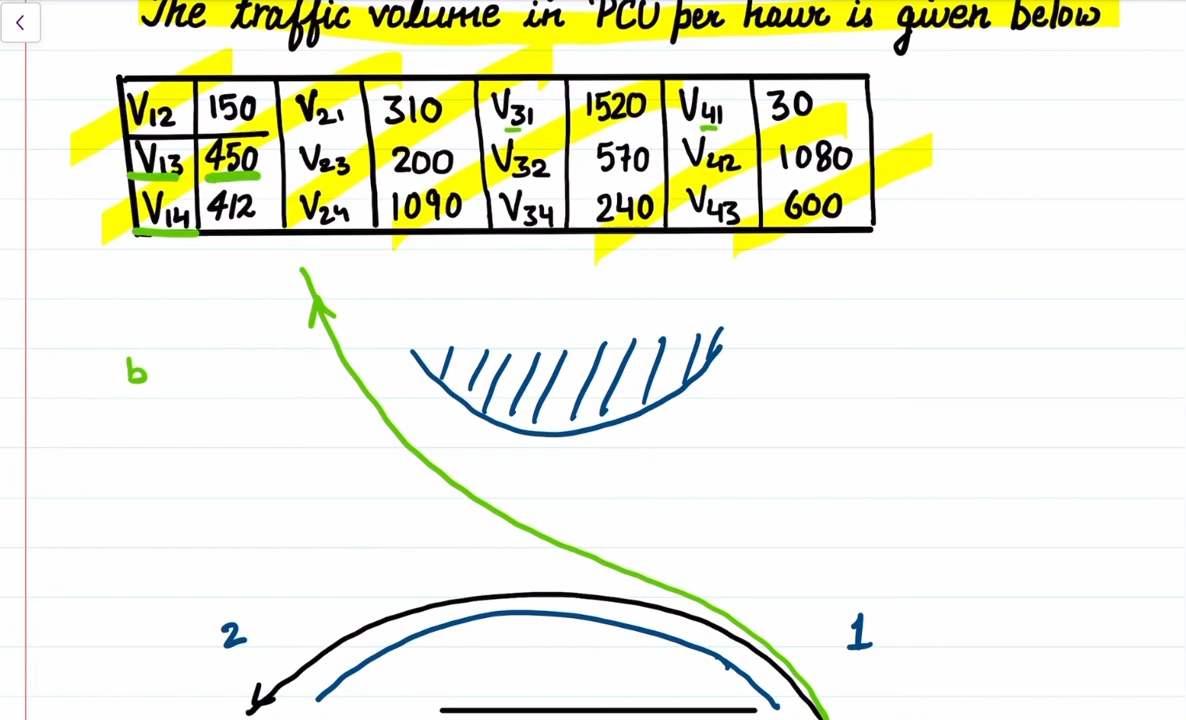 The traffic volume in PCU per hour is given below
V12 150 V21 310 V31 1520 V41 30
V13 450 V23 200 V32 570 V42 1080
V14 412 V24 1090 V34 240 V43 600
b
2 1